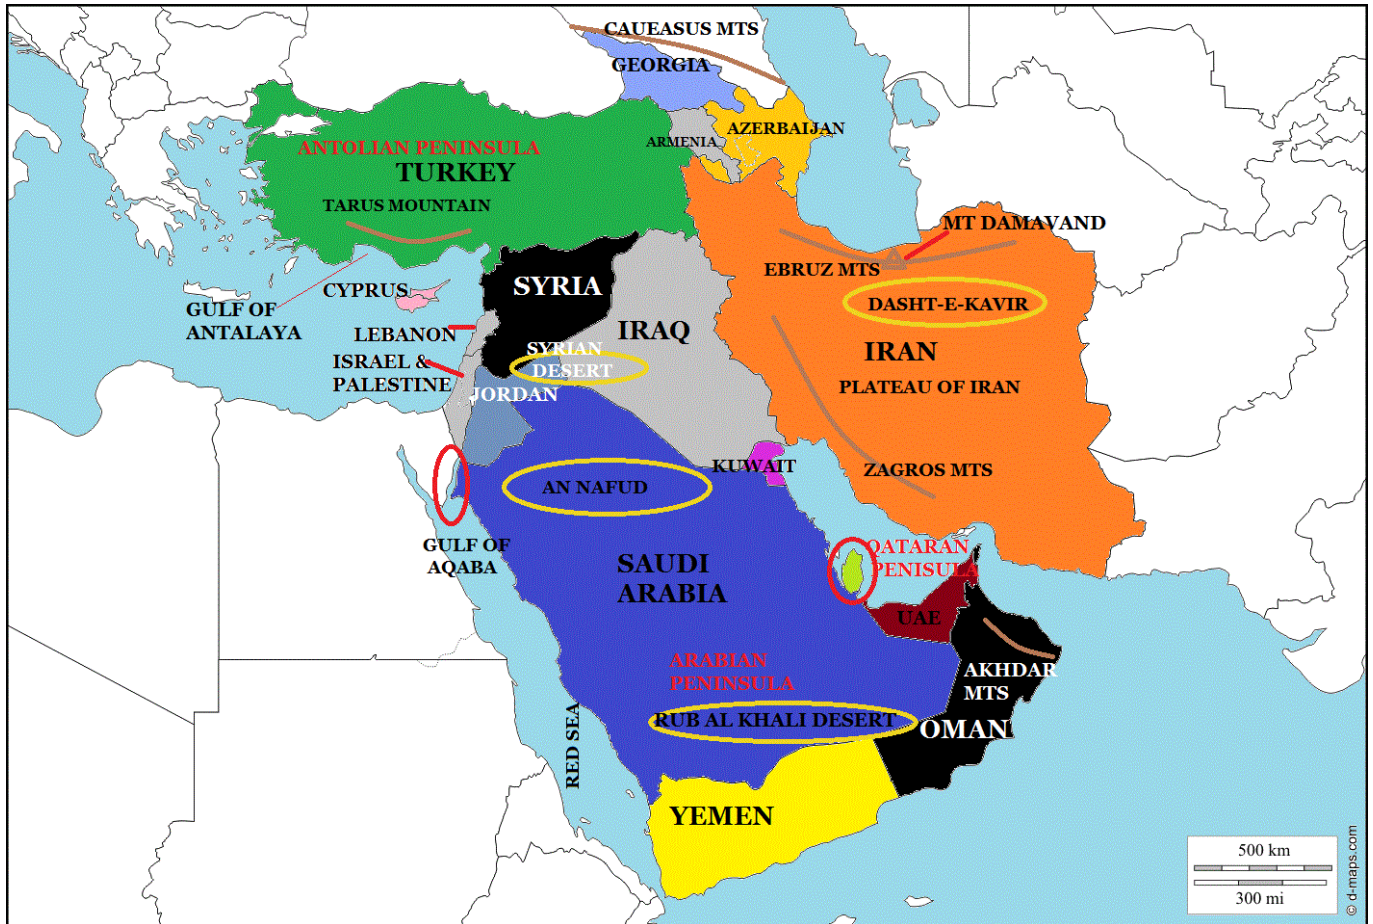 CAUEASUS MTS
GEORGIA
ARMENIA
AZERBAIJAN
ANTOLIAN PENINSULA
TURKEY
TARUS MOUNTAIN
MT DAMAVAND
EBRUZ MTS
DASHT-E-KAVIR
SYRIA
CYPRUS
GULF OF
ANTALAYA
LEBANON
IRAQ
SYRIAN
DESERT
IRAN
ISRAEL &
PALESTINE
JORDAN
PLATEAU OF IRAN
KUWAIT
ZAGROS MTS
AN NAFUD
GULF OF
AQABA
QATARAN
PENISULA
SAUDI
ARABIA
UAE
ARABIAN
PENINSULA
AKHDAR
MTS
RUB AL KHALI DESERT
OMAN
RED SEA
YEMEN
500 km
300 mi
© d-maps.com